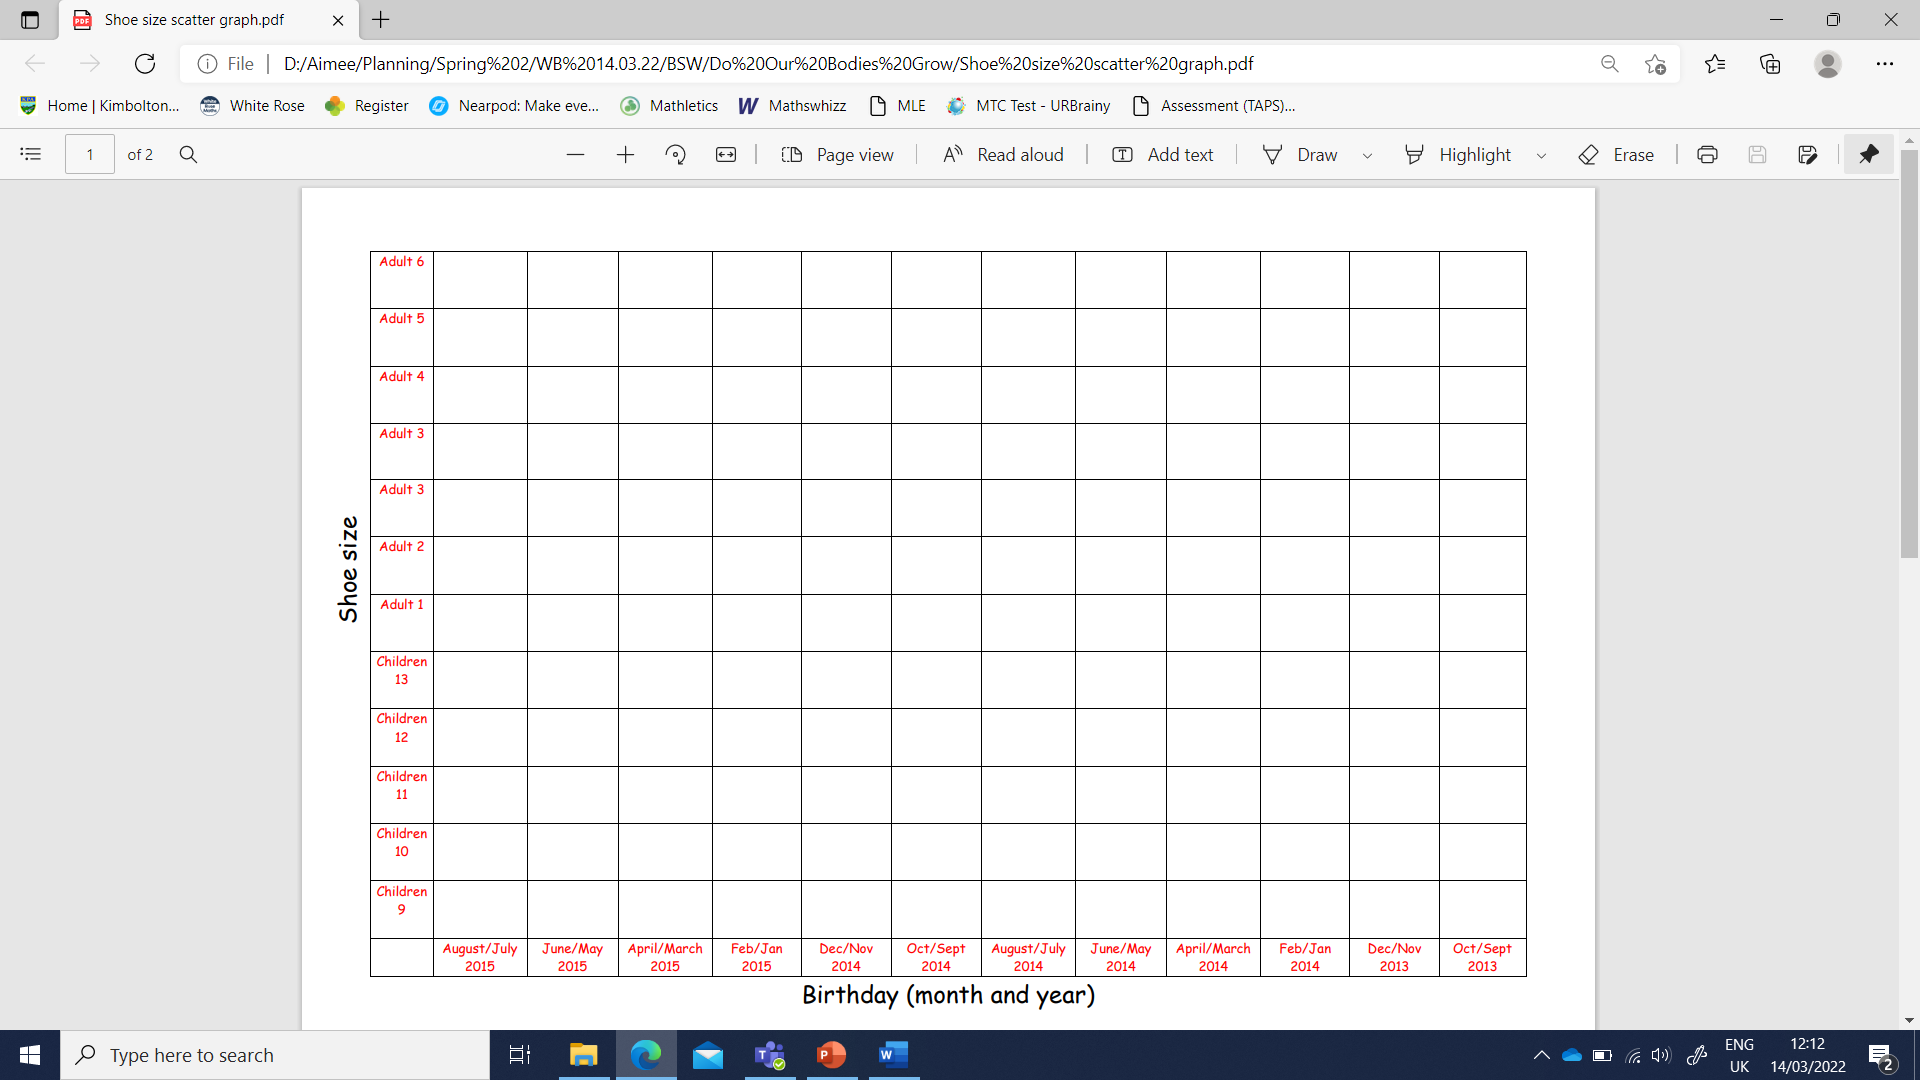 Shoe size scatter graph.pdf
File
D:/Aimee/Planning/Spring%202/WB%2014.03.22/BSW/Do%20Our%20Bodies%20Grow/Shoe%20size%20scatter%20graph.pdf
Home | Kimbolton...
White Rose
Register
Nearpod: Make eve...
Mathletics
Mathswhizz
MLE
MTC Test - URBrainy
Assessment (TAPS)...
1 of 2
Page view
Read aloud
Add text
Draw
Highlight
Erase
Shoe size
Adult 6
Adult 5
Adult 4
Adult 3
Adult 3
Adult 2
Adult 1
Children
13
Children
12
Children
11
Children
10
Children
9
August/July
2015
June/May
2015
April/March
2015
Feb/Jan
2015
Dec/Nov
2014
Oct/Sept
2014
August/July
2014
June/May
2014
April/March
2014
Feb/Jan
2014
Dec/Nov
2013
Oct/Sept
2013
Birthday (month and year)
Type here to search
ENG
UK
12:12
14/03/2022
2